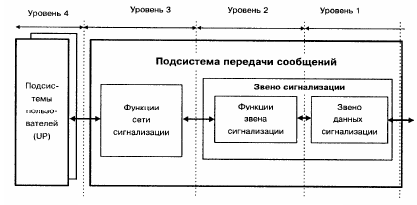 Уровень 4
Уровень 3
Уровень 2
Уровень 1
Подсистема передачи сообщений
Звено сигнализации
Подсис-
темы
пользо-
вателей
(UP)
Функции
сети
сигнализации
Функции
звена
сигнализации
Звено
данных
сигнализации